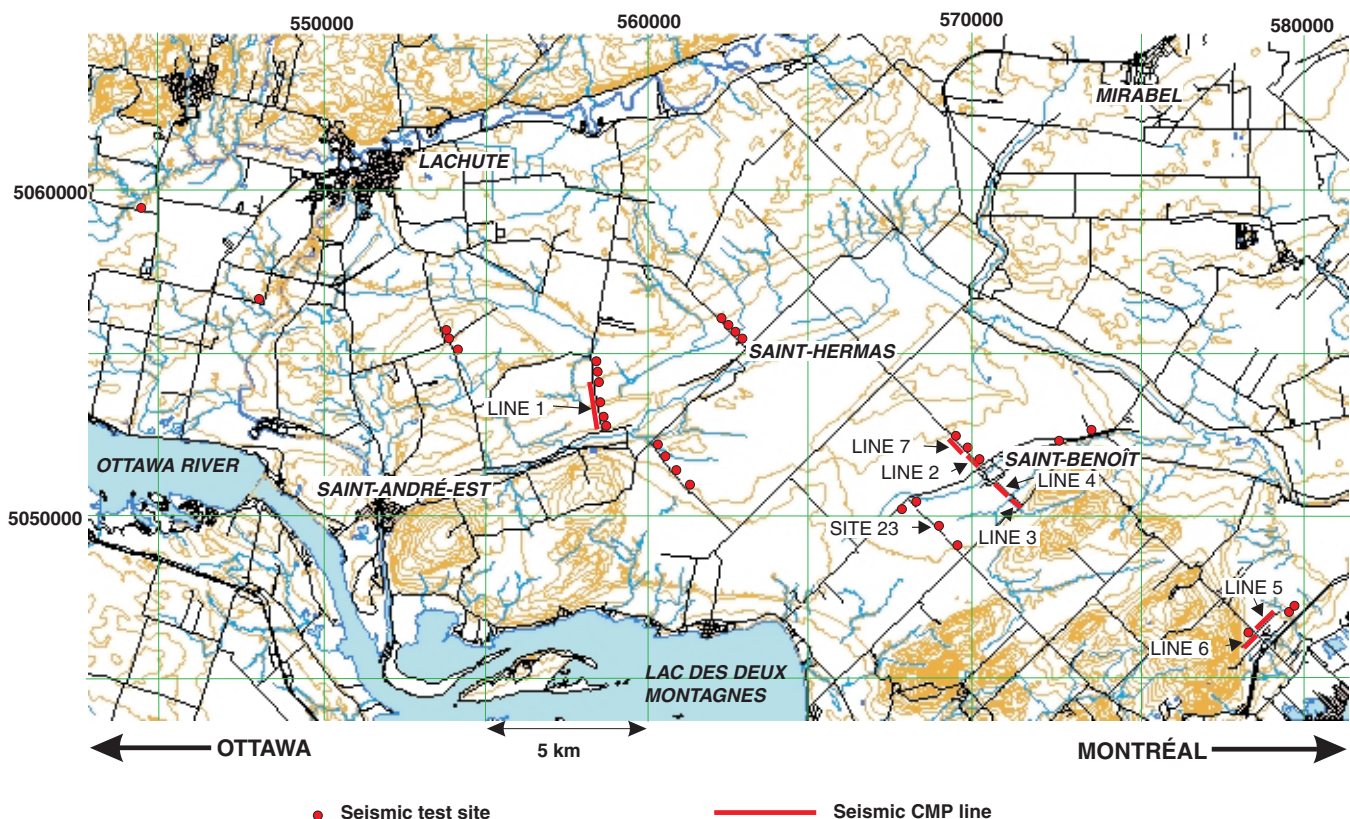 550000
560000
570000
580000
MIRABEL
LACHUTE
5060000
SAINT-HERMAS
LINE 1
LINE 7
SAINT-BENOÎT
OTTAWA RIVER
LINE 2
LINE 4
SAINT-ANDRÉ-EST
5050000
SITE 23
LINE 3
LINE 5
LINE 6
LAC DES DEUX
MONTAGNES
OTTAWA
5 km
MONTRÉAL
Seismic test site
Seismic CMP line